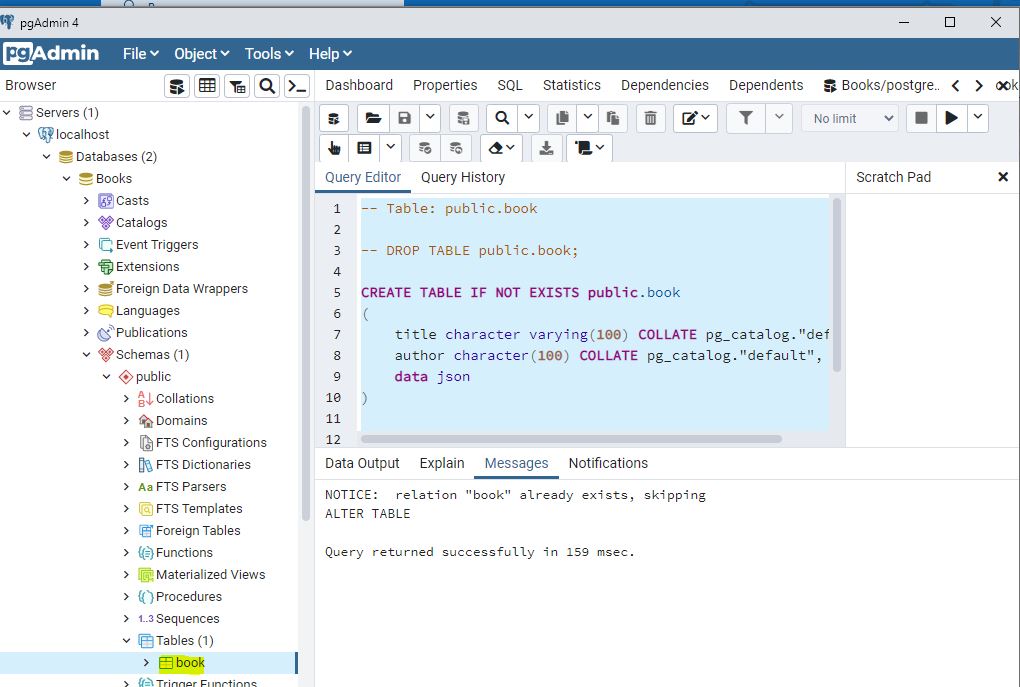 pgAdmin 4
pgAdmin File Object Tools Help
Browser
Dashboard Properties SQL Statistics Dependencies Dependents Books/postgre..
No limit
Servers (1)
localhost
Databases (2)
Books
Casts
Catalogs
Event Triggers
Extensions
Foreign Data Wrappers
Languages
Publications
Schemas (1)
public
Collations
Domains
FTS Configurations
FTS Dictionaries
Aa FTS Parsers
FTS Templates
Foreign Tables
Functions
Materialized Views
Procedures
1..3 Sequences
Tables (1)
book
Trigger Functions
Query Editor Query History
Scratch Pad
1 -- Table: public.book
2
3 -- DROP TABLE public.book;
4
5 CREATE TABLE IF NOT EXISTS public.book
6 (
7 title character varying(100) COLLATE pg_catalog."def
8 author character(100) COLLATE pg_catalog."default",
9 data json
10 )
11
12
Data Output Explain Messages Notifications
NOTICE: relation "book" already exists, skipping
ALTER TABLE
Query returned successfully in 159 msec.